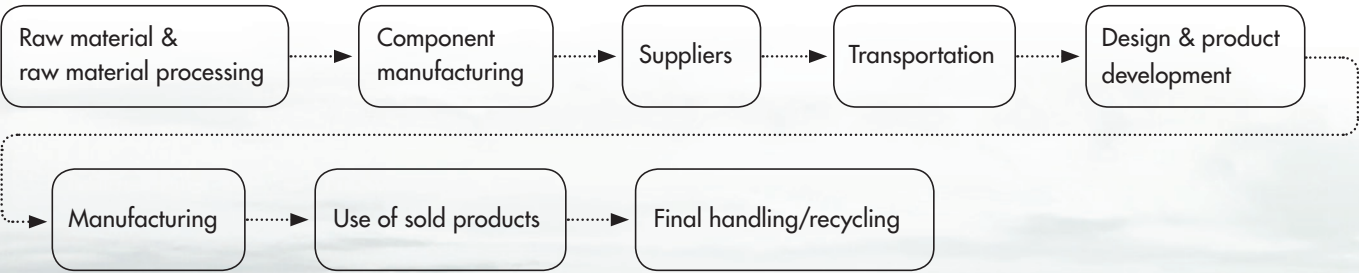 Raw material &
raw material processing
Component
manufacturing
Suppliers
Transportation
Design & product
development
Manufacturing
Use of sold products
Final handling/recycling